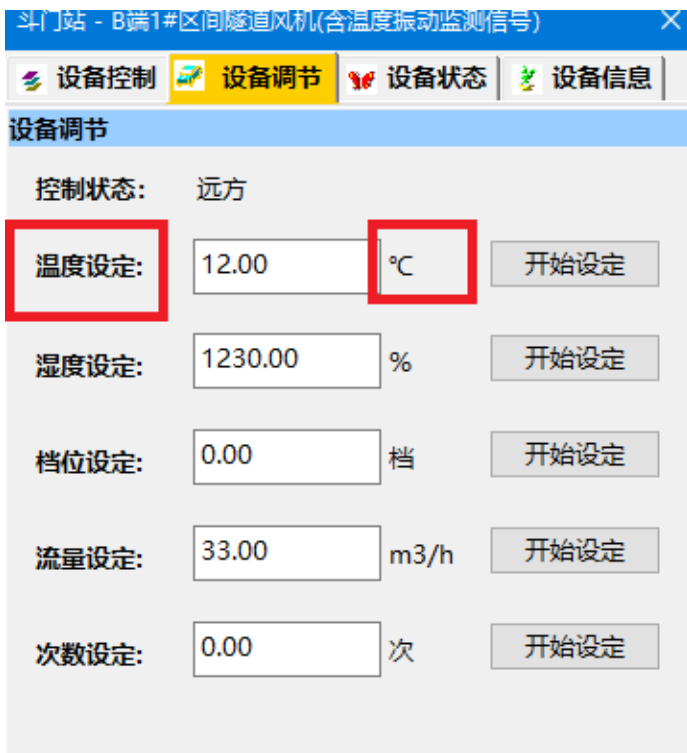 斗门站 - B端1#区间隧道风机(含温度振动监测信号)
设备控制 设备调节 设备状态 设备信息
设备调节
控制状态: 远方
温度设定: 12.00 ℃ 开始设定
湿度设定: 1230.00 % 开始设定
档位设定: 0.00 档 开始设定
流量设定: 33.00 m3/h 开始设定
次数设定: 0.00 次 开始设定